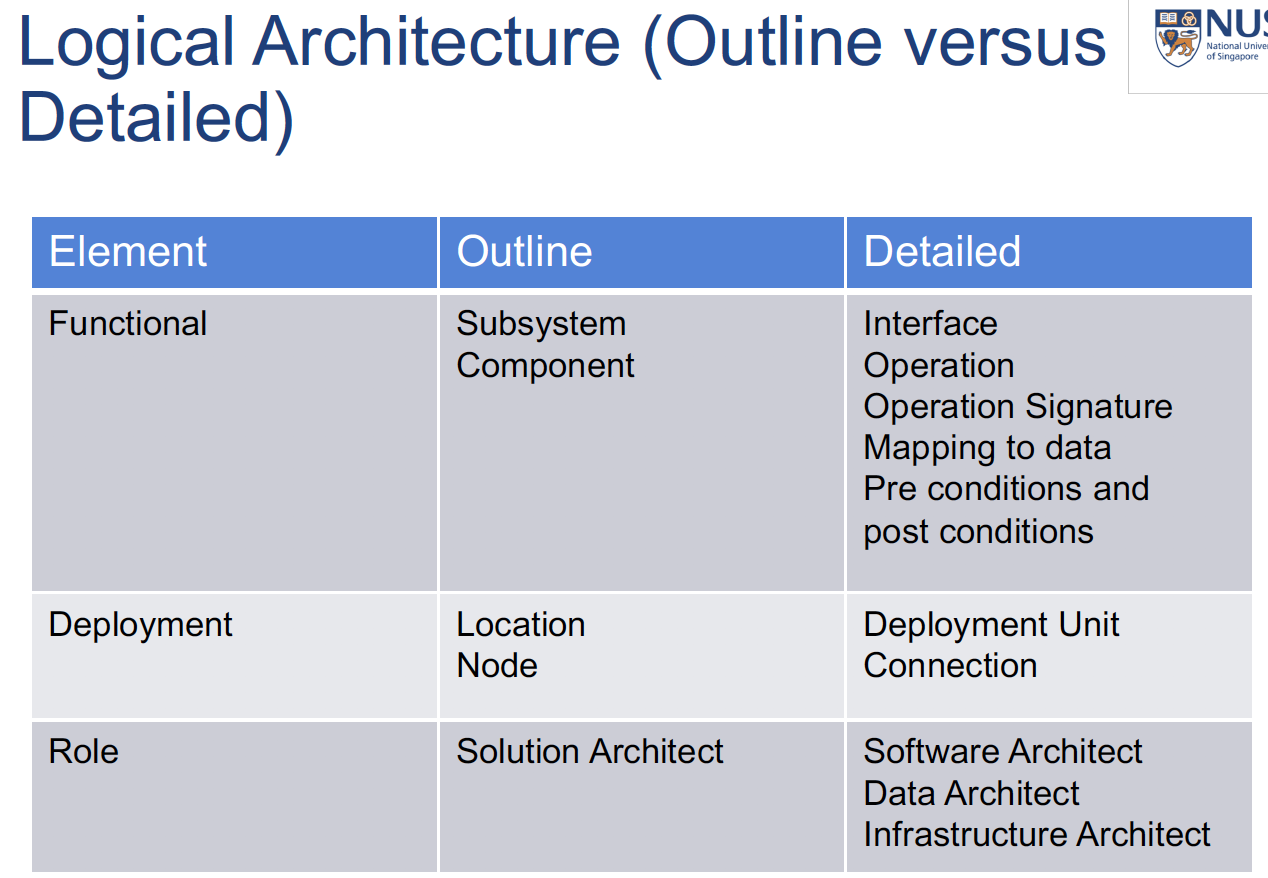 Logical Architecture (Outline versus
Detailed)
NUS
National Univer
of Singapore
Element
Outline
Detailed
Functional
Subsystem
Component
Interface
Operation
Operation Signature
Mapping to data
Pre conditions and
post conditions
Deployment
Location
Node
Deployment Unit
Connection
Role
Solution Architect
Software Architect
Data Architect
Infrastructure Architect